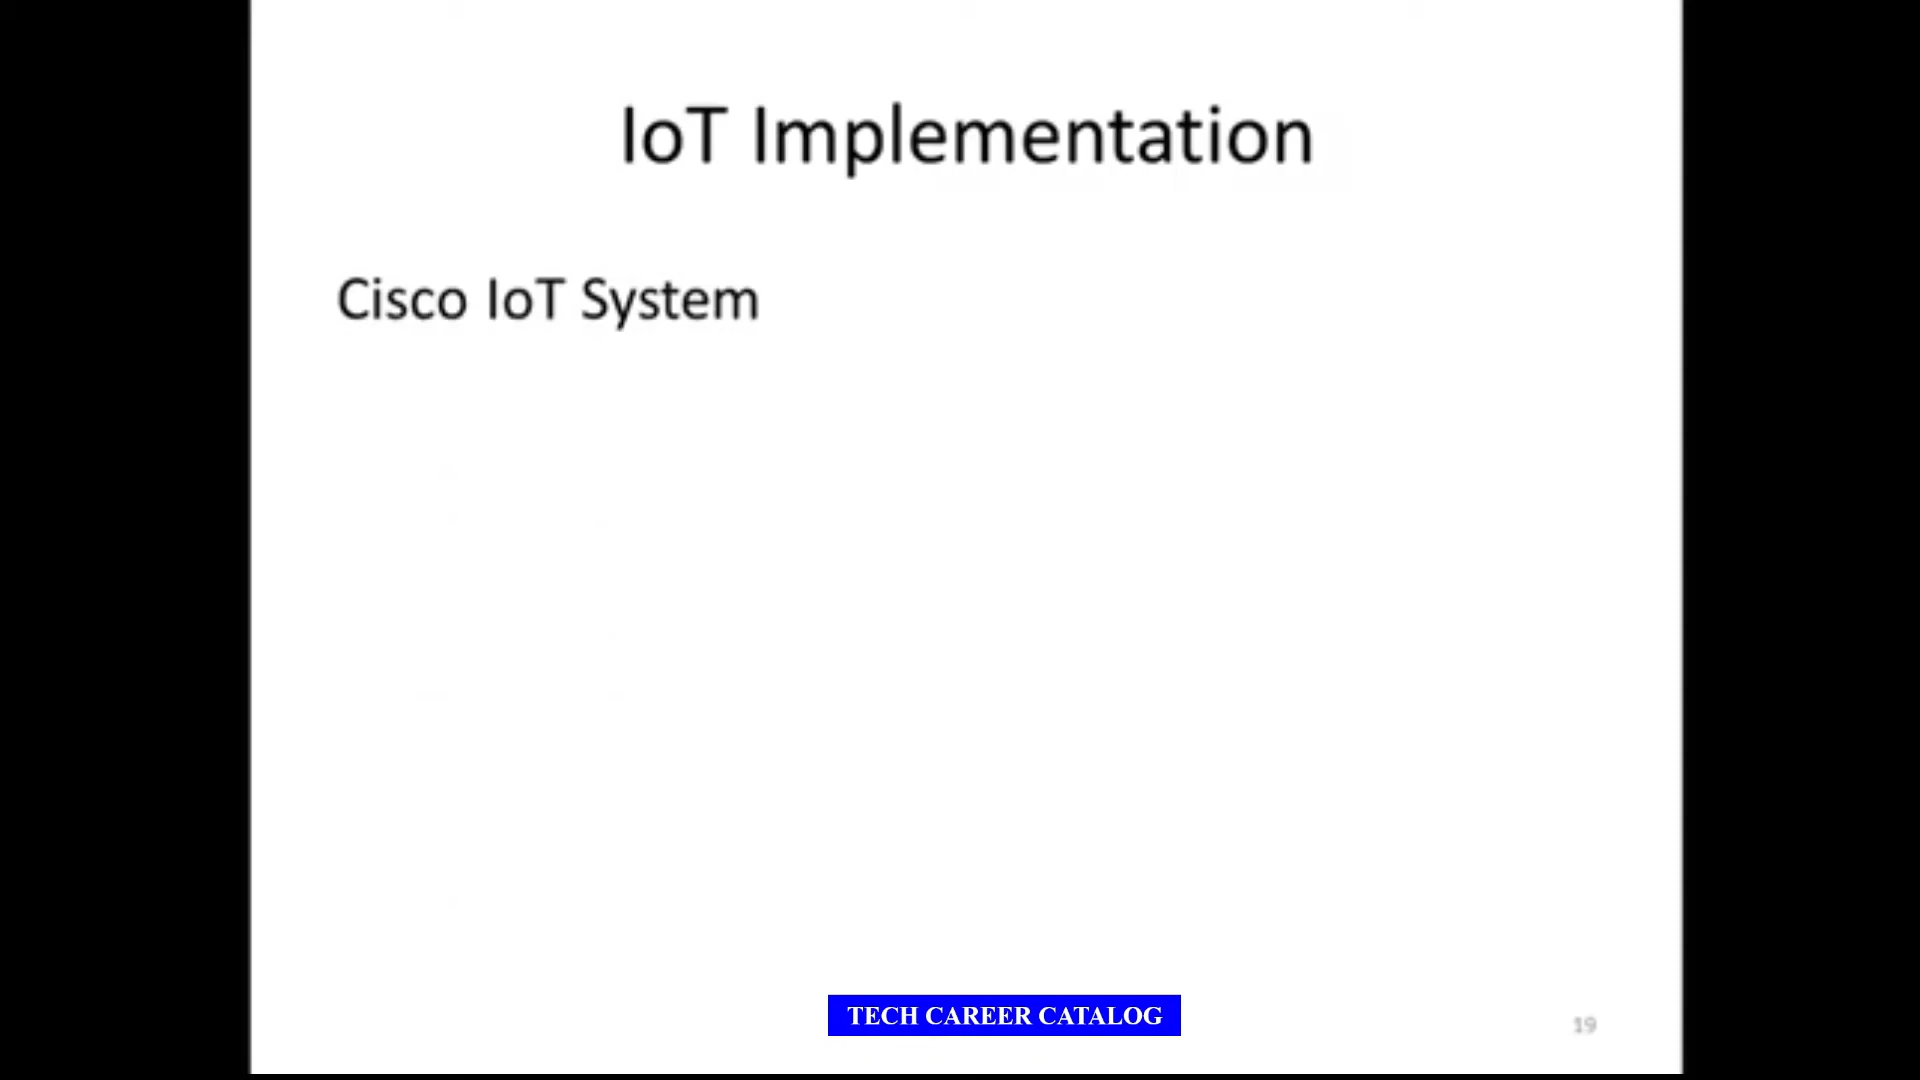 IoT Implementation
Cisco IoT System
TECH CAREER CATALOG
19